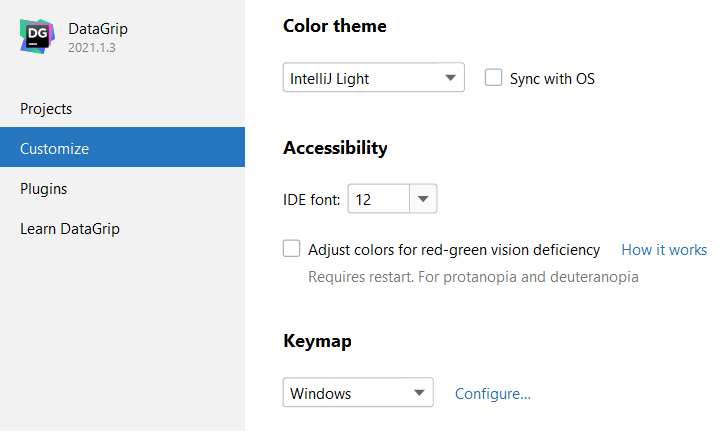 DG
DataGrip
2021.1.3
Projects
Customize
Plugins
Learn DataGrip
Color theme
IntelliJ Light
Sync with OS
Accessibility
IDE font: 12
Adjust colors for red-green vision deficiency How it works
Requires restart. For protanopia and deuteranopia
Keymap
Windows
Configure...